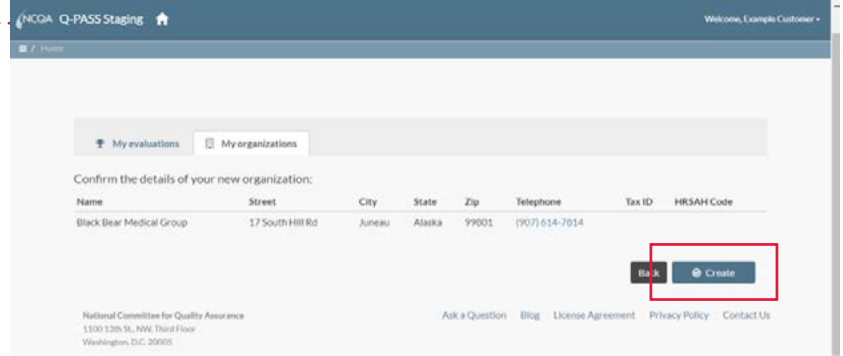 NCQA Q-PASS Staging Welcome, Example Customer
/ Home
My evaluations My organizations
Confirm the details of your new organization:
Name Street City State Zip Telephone Tax ID HRSAH Code
Black Bear Medical Group 17 South Hill Rd Juneau Alaska 99801 (907) 614-7814
Back Create
National Committee for Quality Assurance Ask a Question Blog License Agreement Privacy Policy Contact Us
1100 13th St., NW, Third Floor
Washington, D.C. 20005